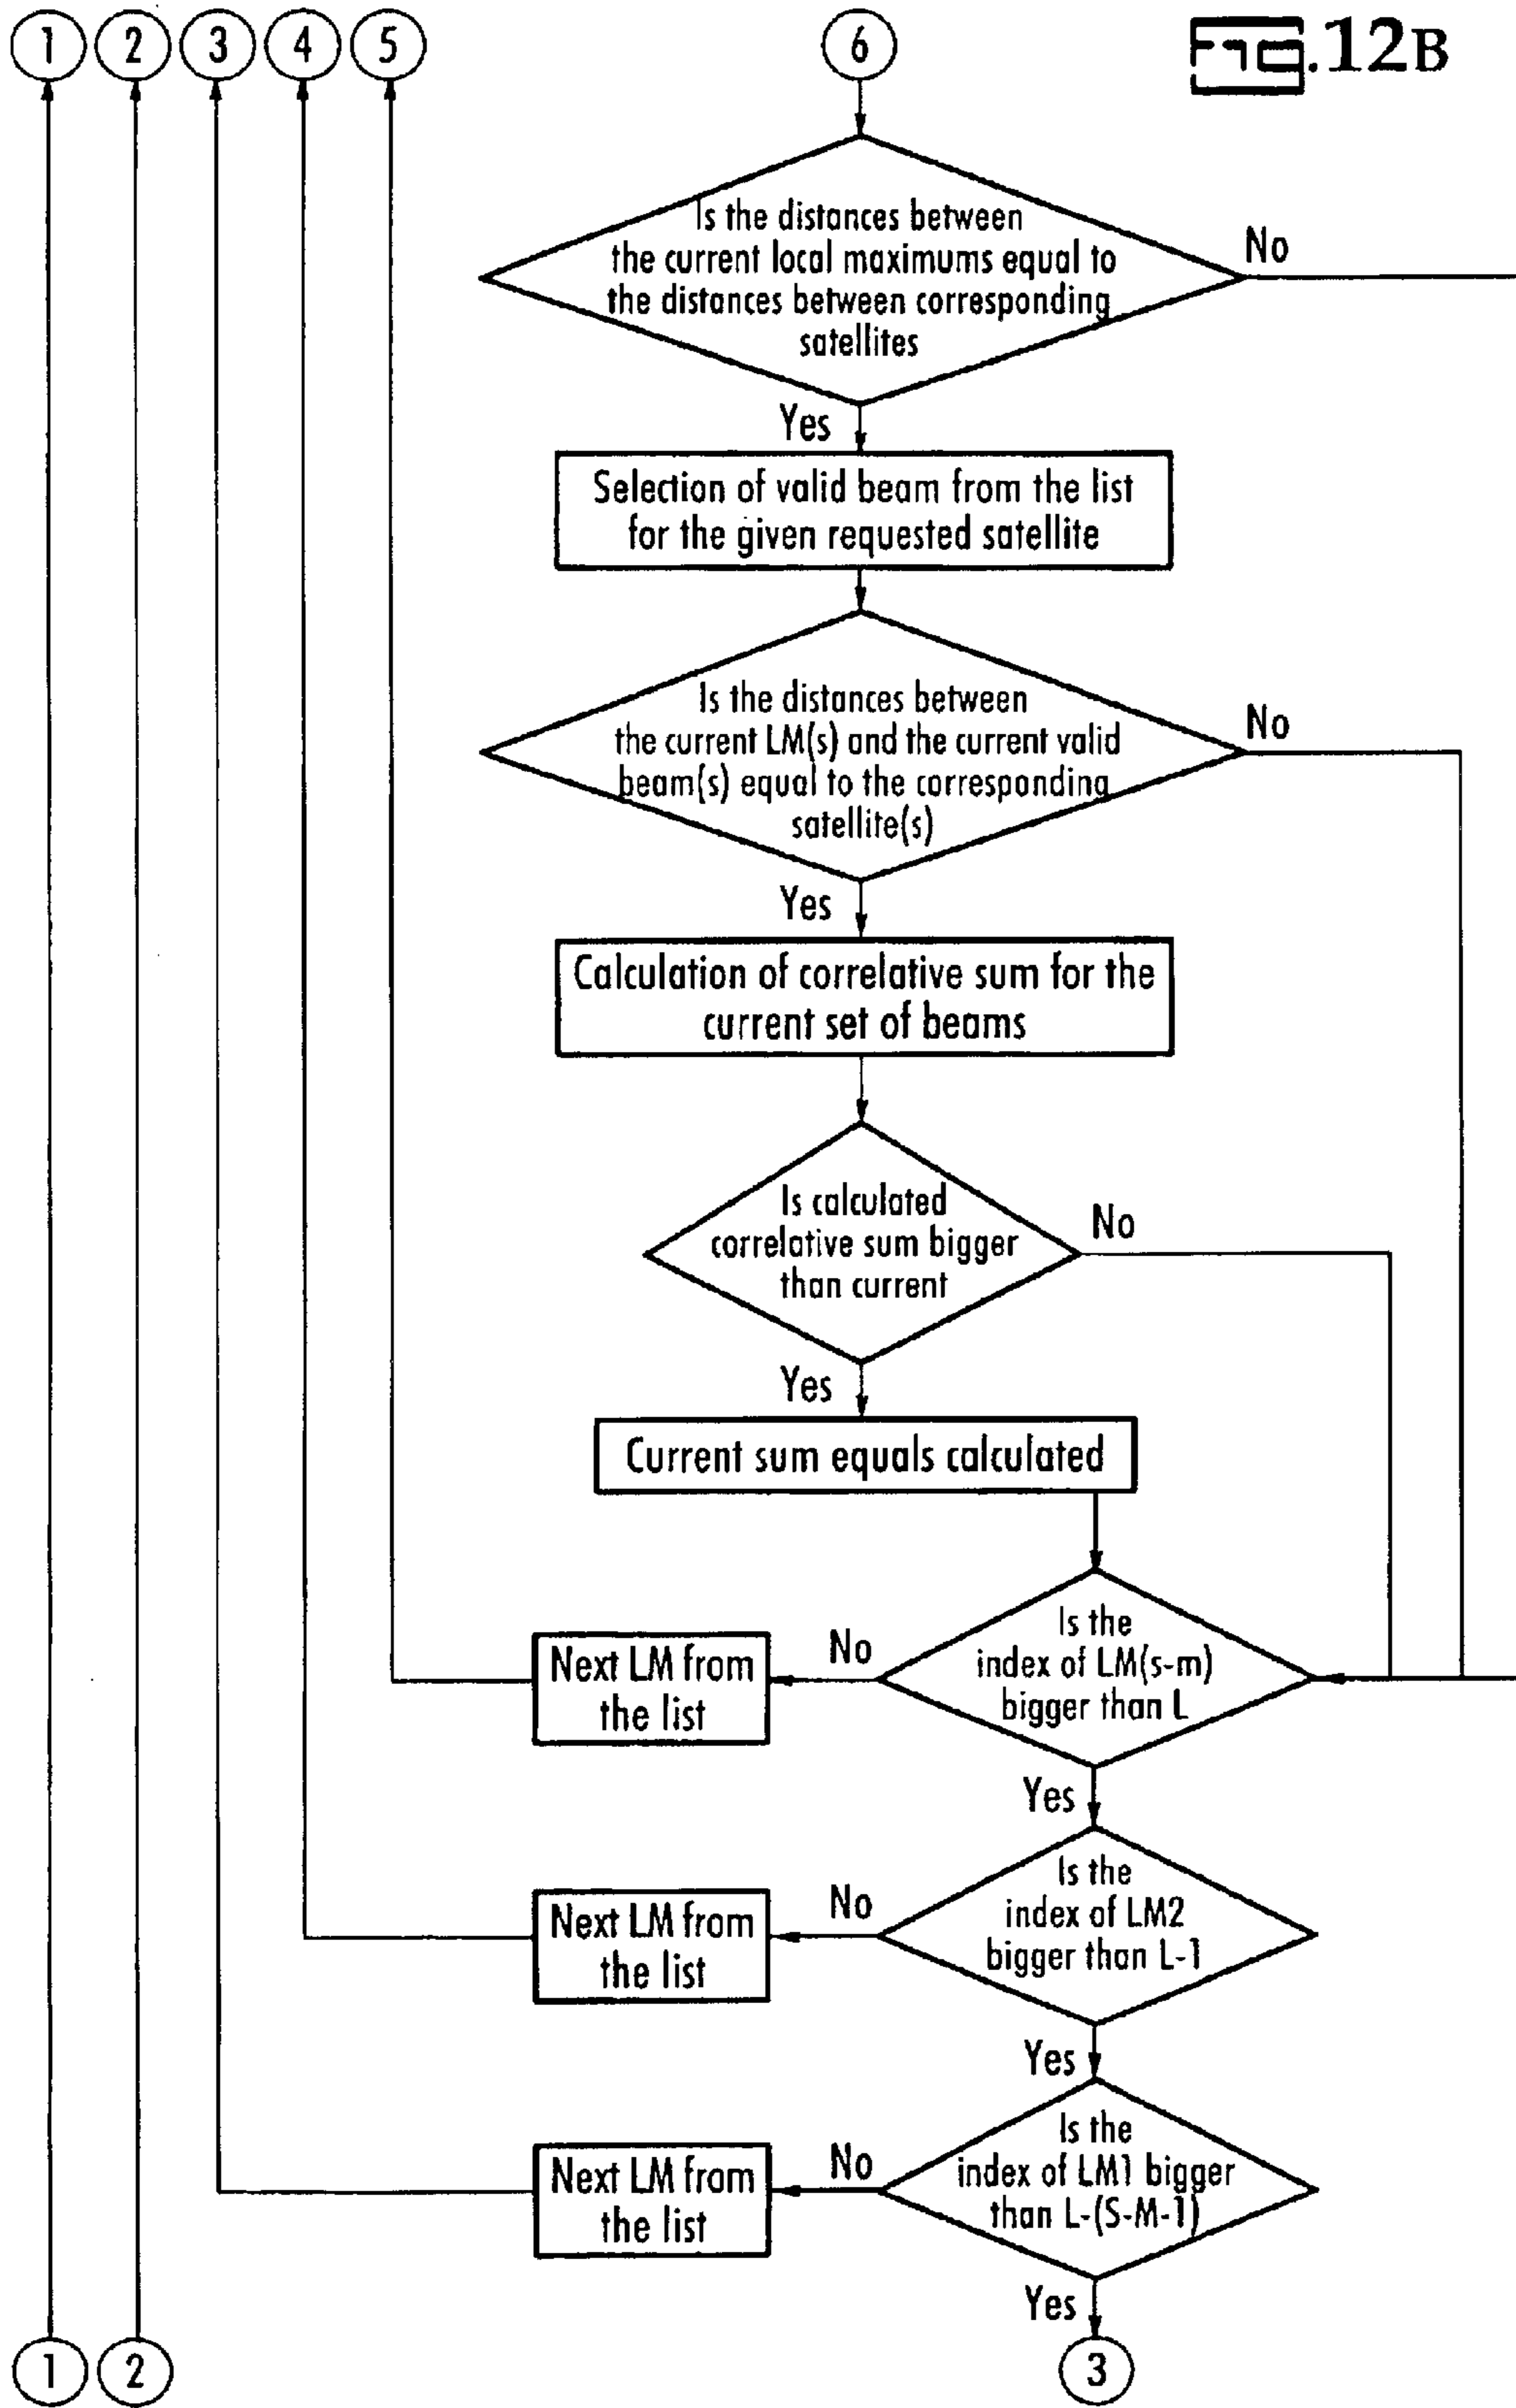 1 2 3 4 5 6
FIG.12B
Is the distances between
the current local maximums equal to
the distances between corresponding
satellites
No
Yes
Selection of valid beam from the list
for the given requested satellite
Is the distances between
the current LM(s) and the current valid
beam(s) equal to the corresponding
satellite(s)
No
Yes
Calculation of correlative sum for the
current set of beams
Is calculated
correlative sum bigger
than current
No
Yes
Current sum equals calculated
Is the
index of LM(s-m)
bigger than L
No
Next LM from
the list
Yes
Is the
index of LM2
bigger than L-1
No
Next LM from
the list
Yes
Is the
index of LM1 bigger
than L-(S-M-1)
No
Next LM from
the list
Yes
1 2 3